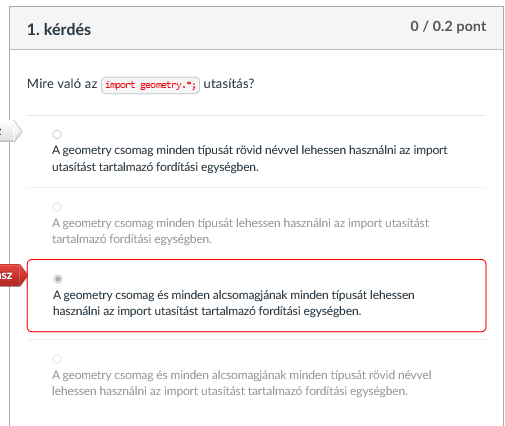 1. kérdés
0 / 0.2 pont
Mire való az import geometry.*; utasítás?
A geometry csomag minden típusát rövid névvel lehessen használni az import
utasítást tartalmazó fordítási egységben.
A geometry csomag minden típusát lehessen használni az import utasítást
tartalmazó fordítási egységben.
asz
A geometry csomag és minden alcsomagjának minden típusát lehessen
használni az import utasítást tartalmazó fordítási egységben.
A geometry csomag és minden alcsomagjának minden típusát rövid névvel
lehessen használni az import utasítást tartalmazó fordítási egységben.